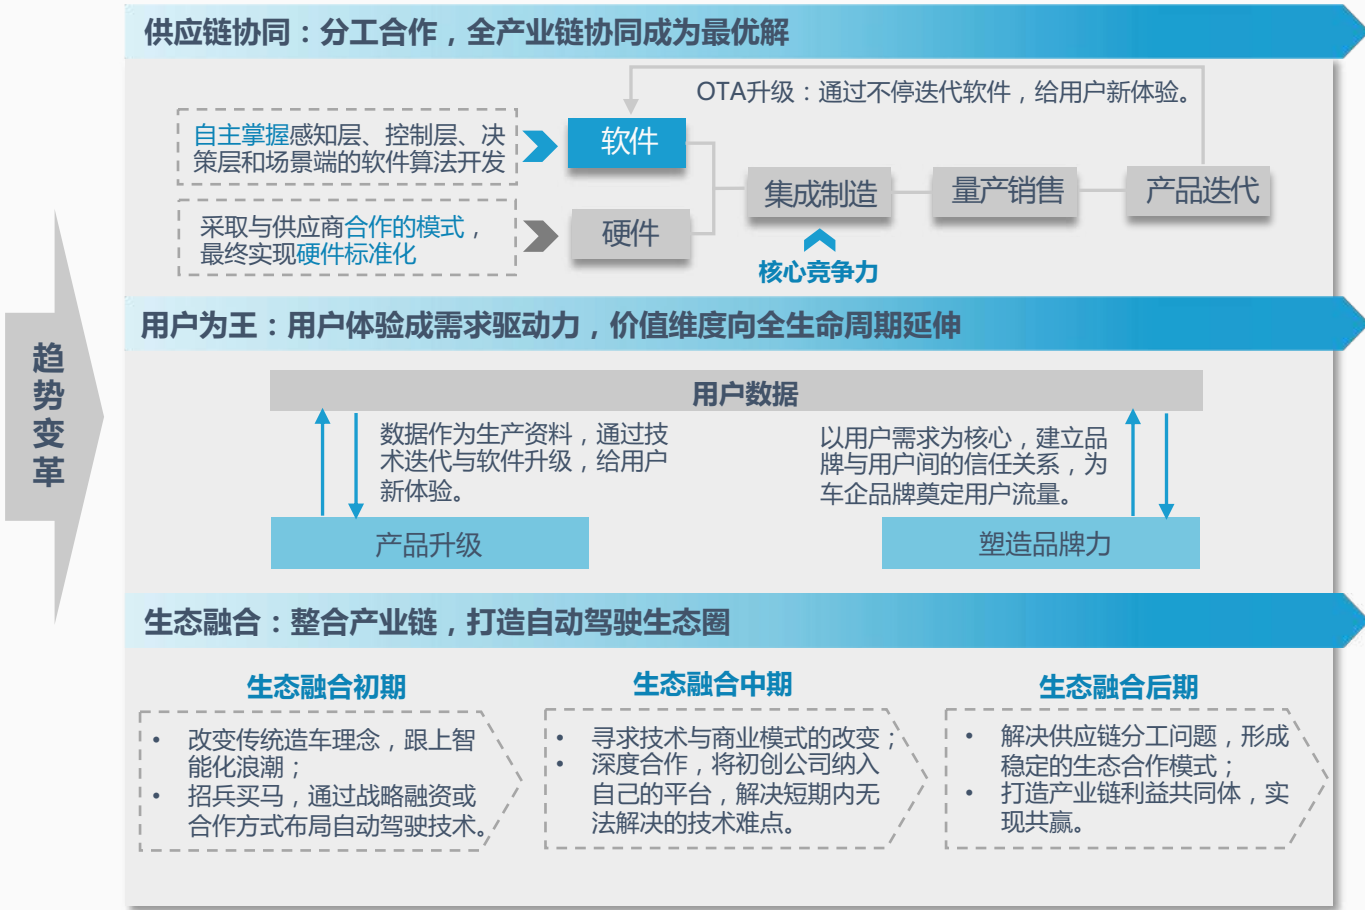 趋势变革
供应链协同：分工合作，全产业链协同成为最优解
OTA升级：通过不停迭代软件，给用户新体验。
自主掌握感知层、控制层、决
策层和场景端的软件算法开发
软件
采取与供应商合作的模式，
最终实现硬件标准化
硬件
集成制造
量产销售
产品迭代
核心竞争力
用户为王：用户体验成需求驱动力，价值维度向全生命周期延伸
用户数据
数据作为生产资料，通过技
术迭代与软件升级，给用户
新体验。
以用户需求为核心，建立品
牌与用户间的信任关系，为
车企品牌奠定用户流量。
产品升级
塑造品牌力
生态融合：整合产业链，打造自动驾驶生态圈
生态融合初期
• 改变传统造车理念，跟上智
能化浪潮；
• 招兵买马，通过战略融资或
合作方式布局自动驾驶技术。
生态融合中期
• 寻求技术与商业模式的改变；
• 深度合作，将初创公司纳入
自己的平台，解决短期内无
法解决的技术难点。
生态融合后期
• 解决供应链分工问题，形成
稳定的生态合作模式；
• 打造产业链利益共同体，实
现共赢。